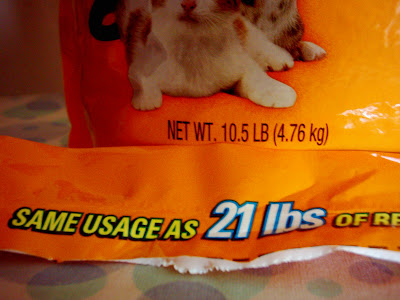 NET WT. 10.5 LB (4.76 kg)
SAME USAGE AS 21 lbs OF RE